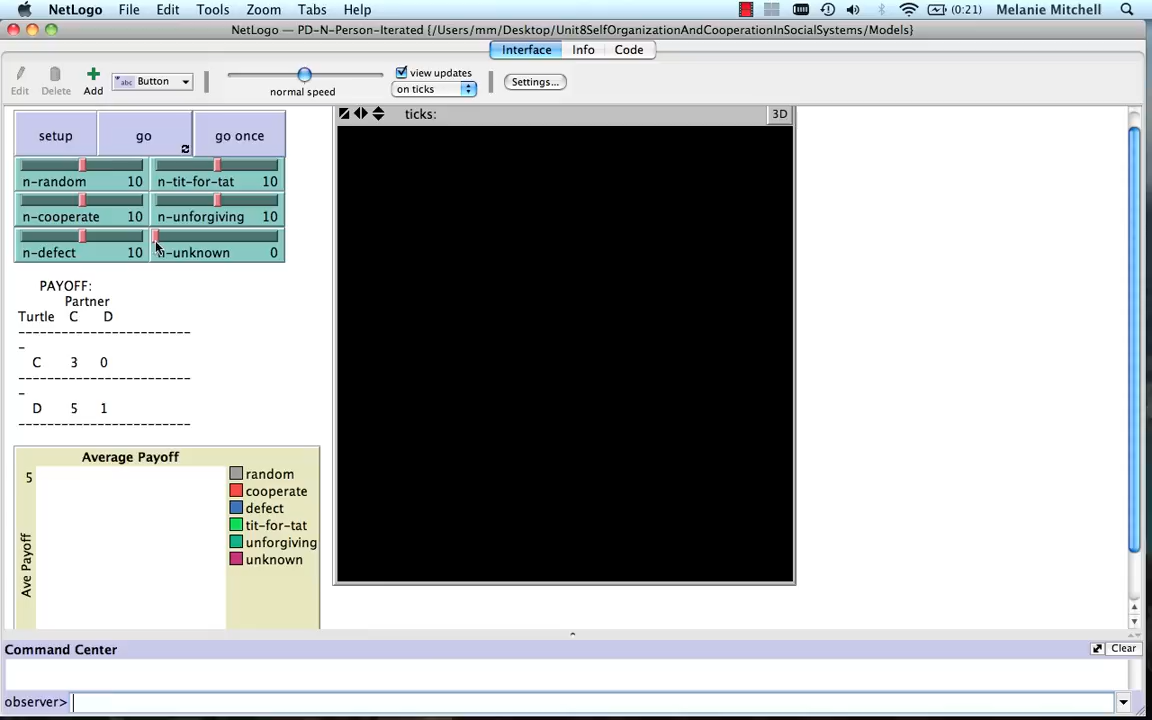 NetLogo File Edit Tools Zoom Tabs Help (0:21) Melanie Mitchell
NetLogo — PD-N-Person-Iterated {/Users/mm/Desktop/Unit8SelfOrganizationAndCooperationInSocialSystems/Models}
Interface Info Code
Edit Delete Add abc Button normal speed view updates on ticks Settings...
ticks: 3D
setup go go once
n-random 10 n-tit-for-tat 10
n-cooperate 10 n-unforgiving 10
n-defect 10 n-unknown 0
PAYOFF:
Partner
Turtle C D
------------------------
-
C 3 0
------------------------
-
D 5 1
------------------------
Average Payoff
5
Ave Payoff
random
cooperate
defect
tit-for-tat
unforgiving
unknown
Command Center Clear
observer>